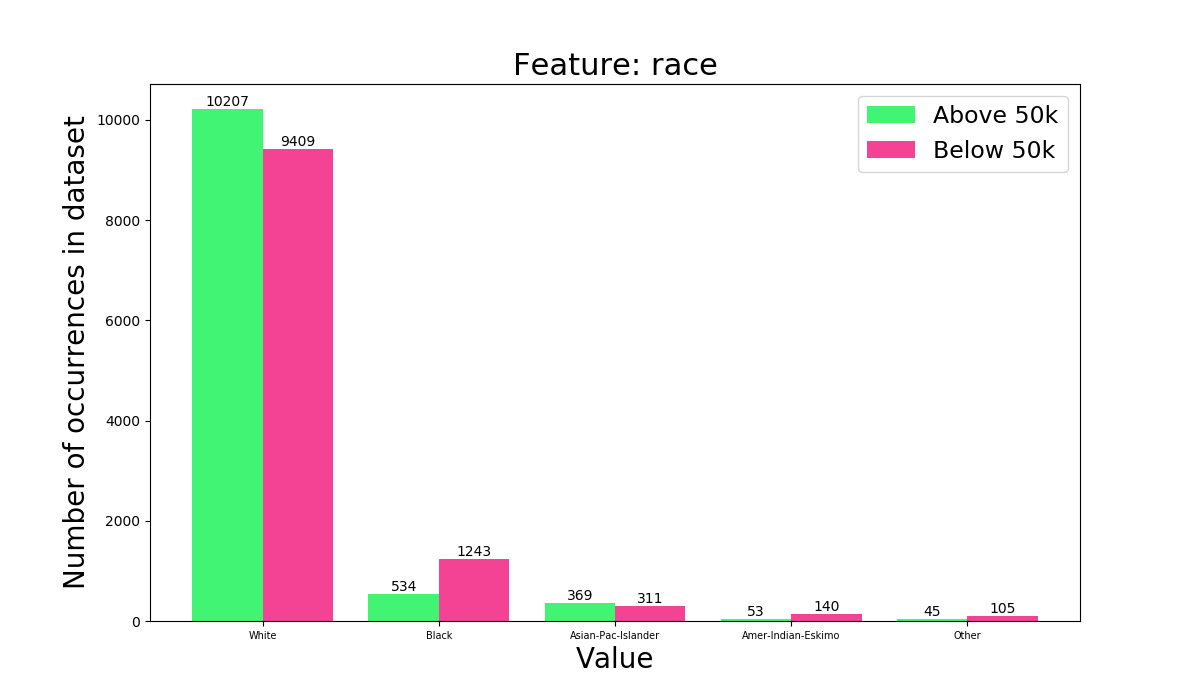 Feature: race
Number of occurrences in dataset
10000
8000
6000
4000
2000
0
10207
9409
534
1243
369
311
53
140
45
105
Above 50k
Below 50k
White
Black
Asian-Pac-Islander
Amer-Indian-Eskimo
Other
Value